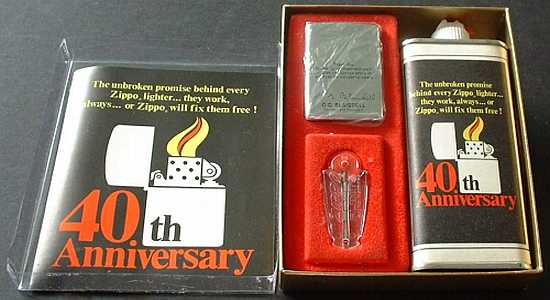 The unbroken promise behind every
Zippo, lighter... they work,
always... or Zippo, will fix them free !
40th
Anniversary
G.G. BLAISDELL
The unbroken promise
behind every Zippo, lighter...
they work, always... or
Zippo, will fix them free !
40th
Anniversary